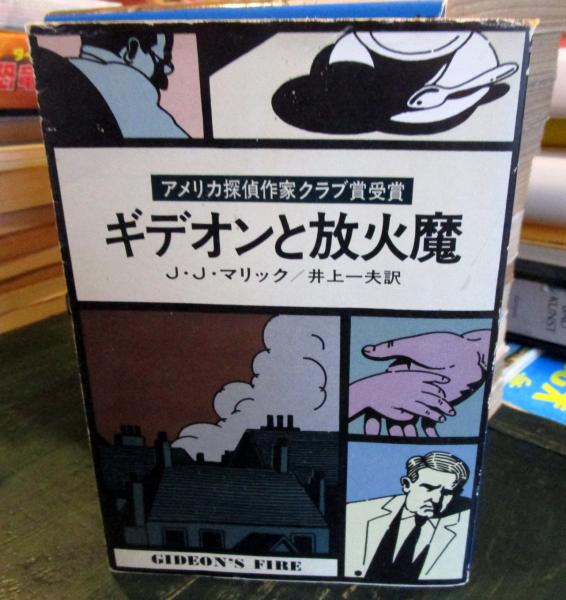 アメリカ探偵作家クラブ賞受賞
ギデオンと放火魔
J・J・マリック/井上一夫訳
GIDEON'S FIRE
KUNST